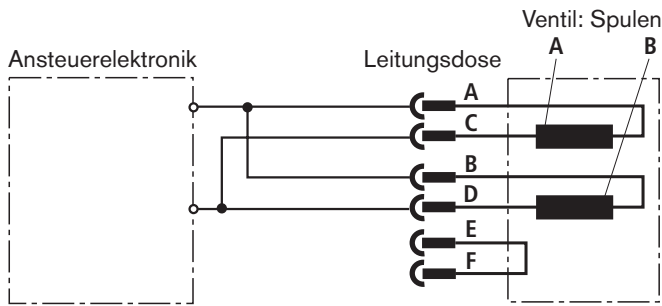 Ventil: Spulen
Ansteuerelektronik
Leitungsdose
A
B
A
C
B
D
E
F